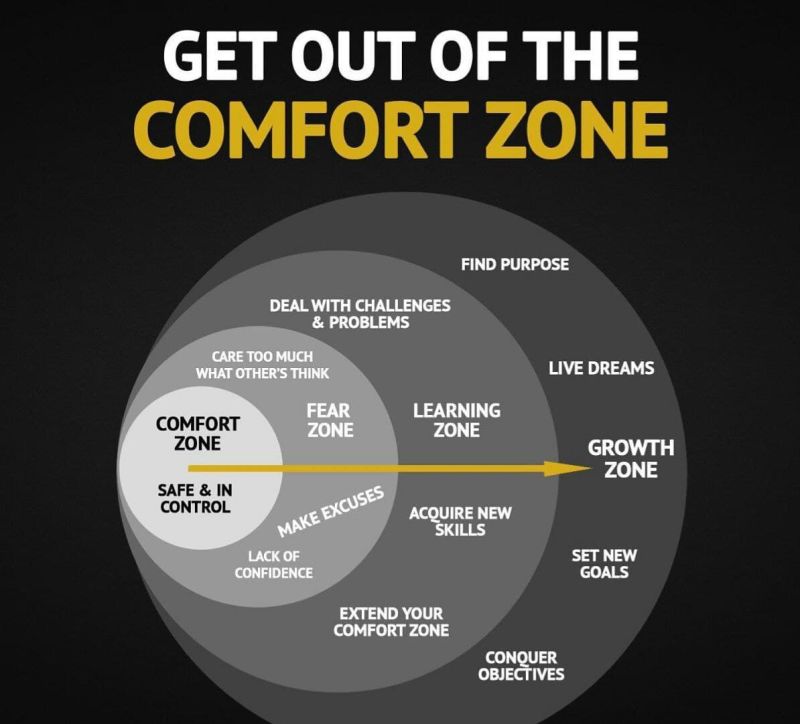 GET OUT OF THE
COMFORT ZONE
FIND PURPOSE
DEAL WITH CHALLENGES
& PROBLEMS
CARE TOO MUCH
WHAT OTHER'S THINK
LIVE DREAMS
COMFORT
ZONE
FEAR
ZONE
LEARNING
ZONE
GROWTH
ZONE
SAFE & IN
CONTROL
MAKE EXCUSES
ACQUIRE NEW
SKILLS
LACK OF
CONFIDENCE
SET NEW
GOALS
EXTEND YOUR
COMFORT ZONE
CONQUER
OBJECTIVES